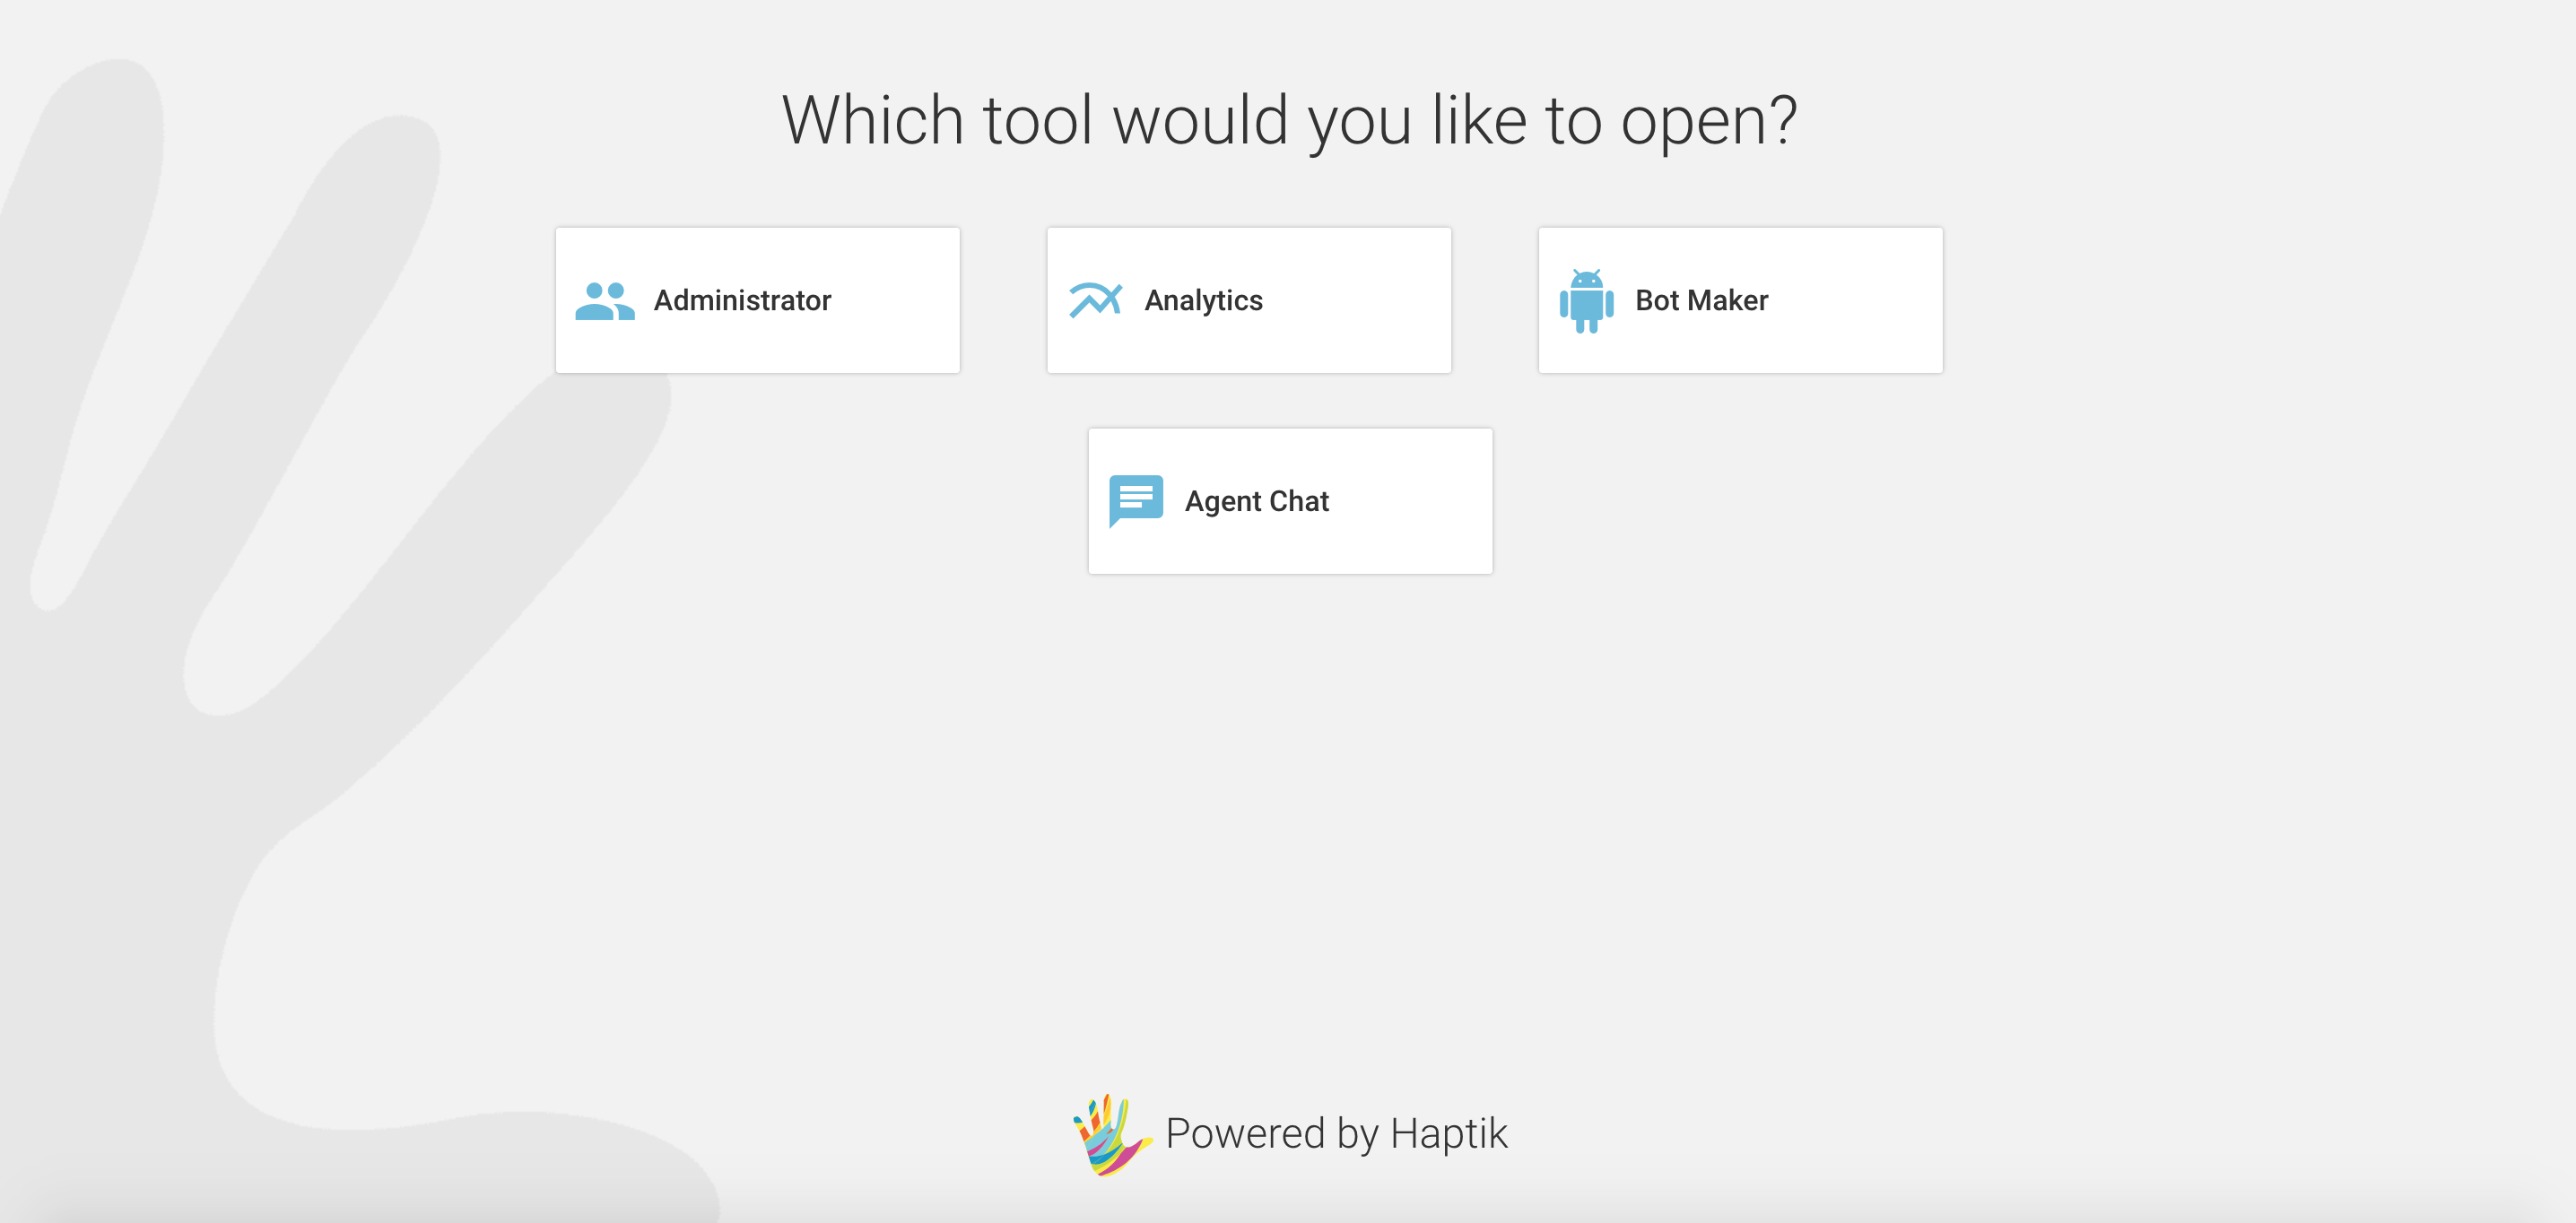 Which tool would you like to open?
Administrator
Analytics
Bot Maker
Agent Chat
Powered by Haptik